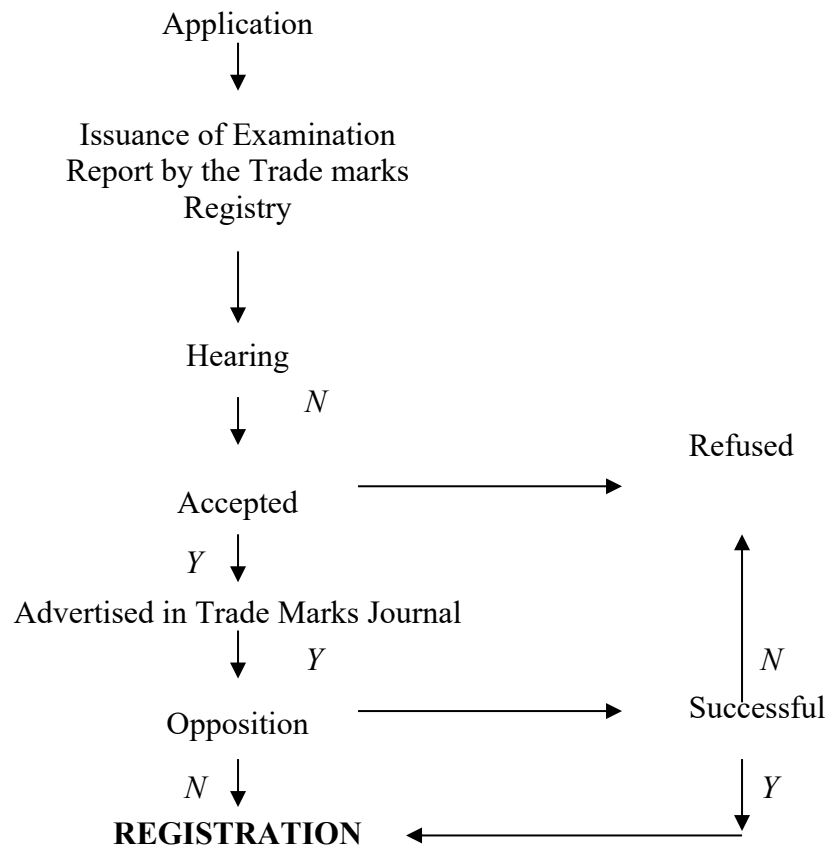 Application
Issuance of Examination
Report by the Trade marks
Registry
Hearing
N
Refused
Accepted
Y
Advertised in Trade Marks Journal
Y
N
Opposition
Successful
N
Y
REGISTRATION